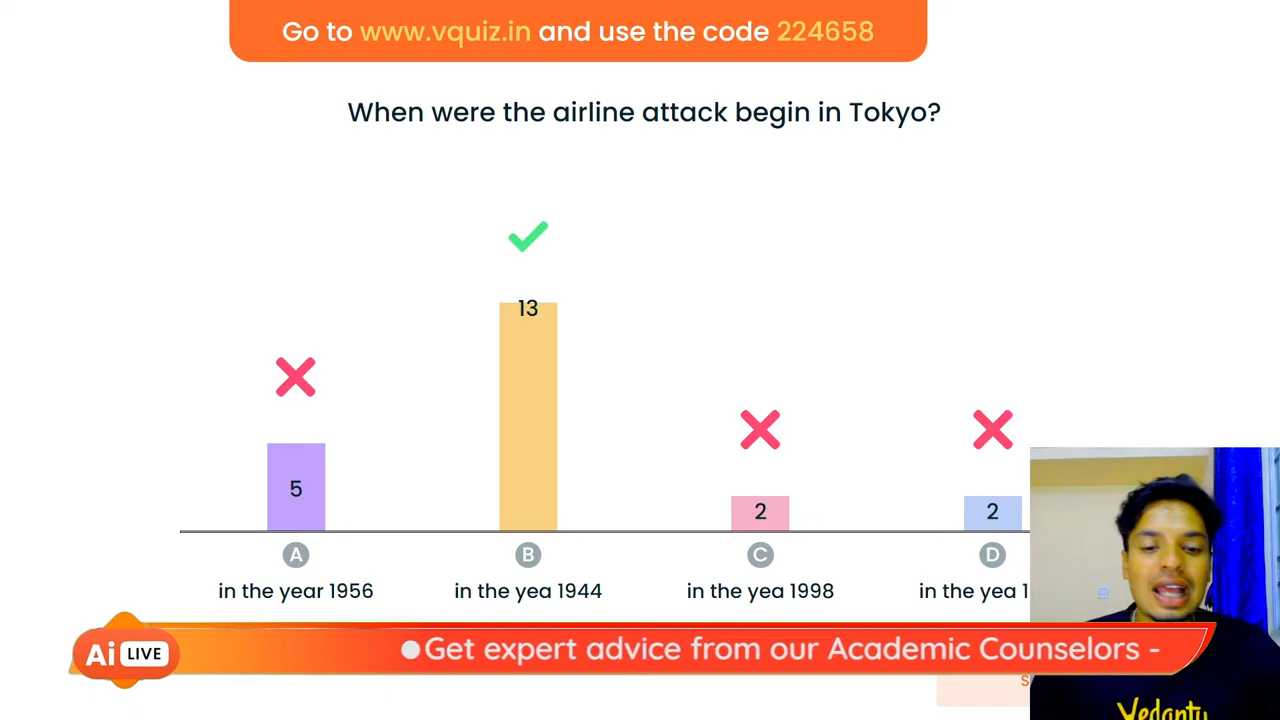 Go to www.vquiz.in and use the code 224658
When were the airline attack begin in Tokyo?
13
5
2
2
A
B
C
D
in the year 1956
in the yea 1944
in the yea 1998
in the yea 1
Ai LIVE
Get expert advice from our Academic Counselors -
S
Vedantu